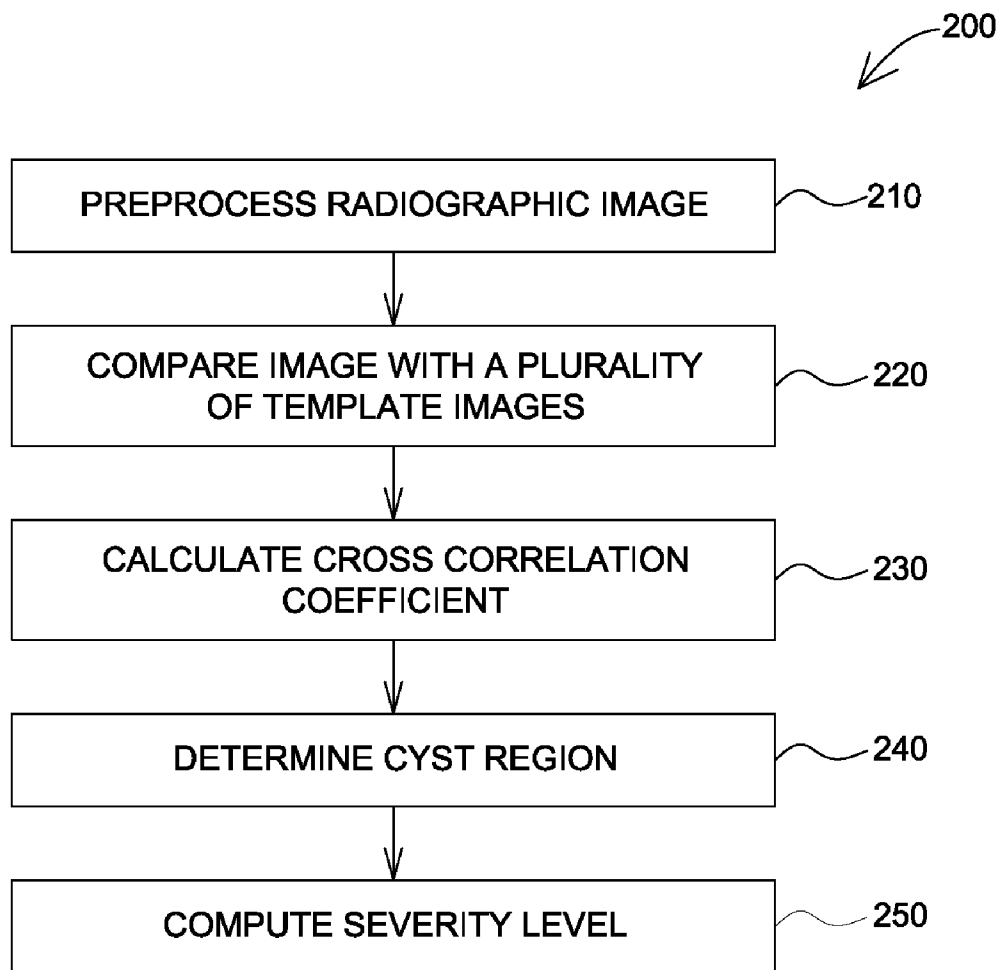 200
PREPROCESS RADIOGRAPHIC IMAGE
210
COMPARE IMAGE WITH A PLURALITY
OF TEMPLATE IMAGES
220
CALCULATE CROSS CORRELATION
COEFFICIENT
230
DETERMINE CYST REGION
240
COMPUTE SEVERITY LEVEL
250